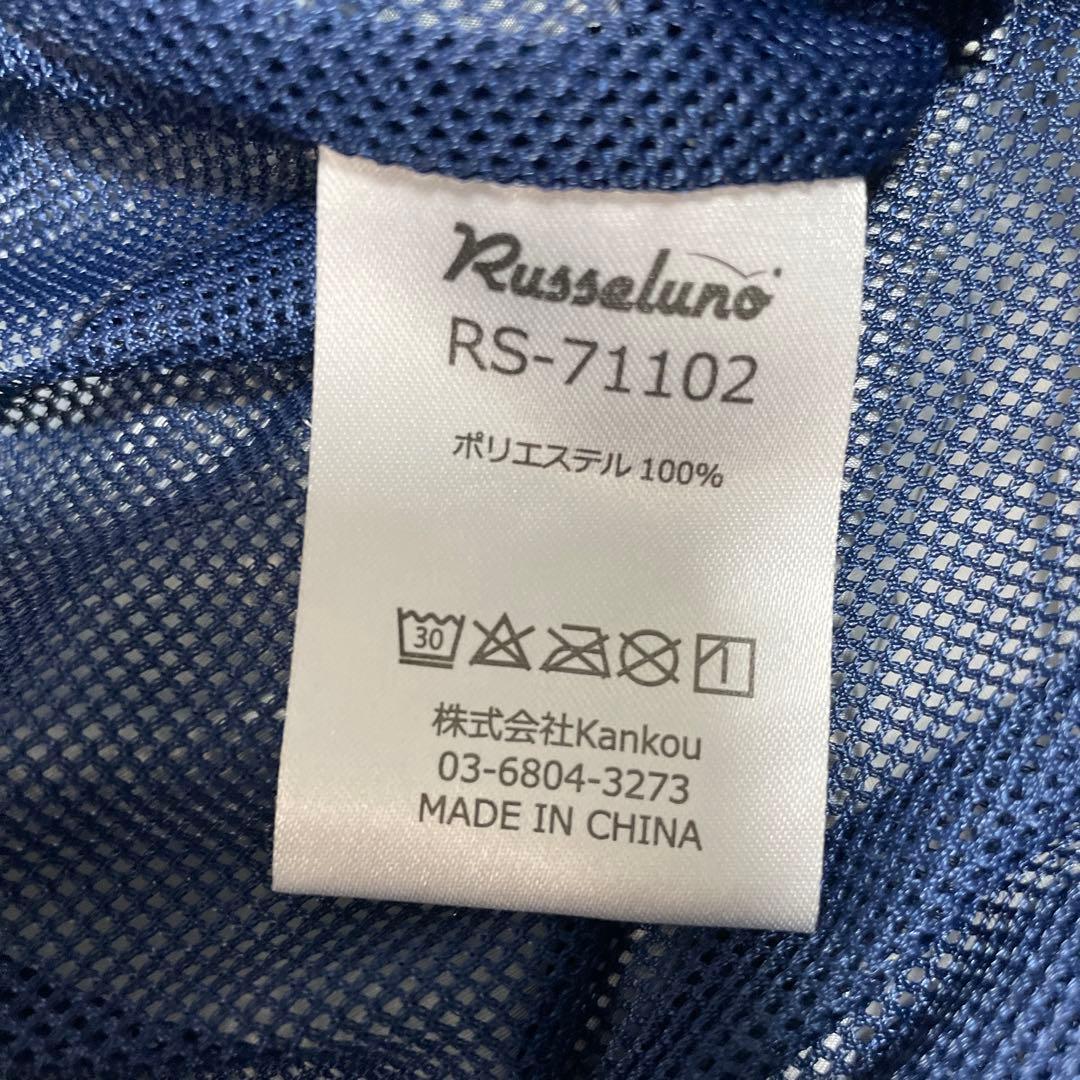 Russeluno
RS-71102
ポリエステル 100%
30
1
株式会社Kankou
03-6804-3273
MADE IN CHINA